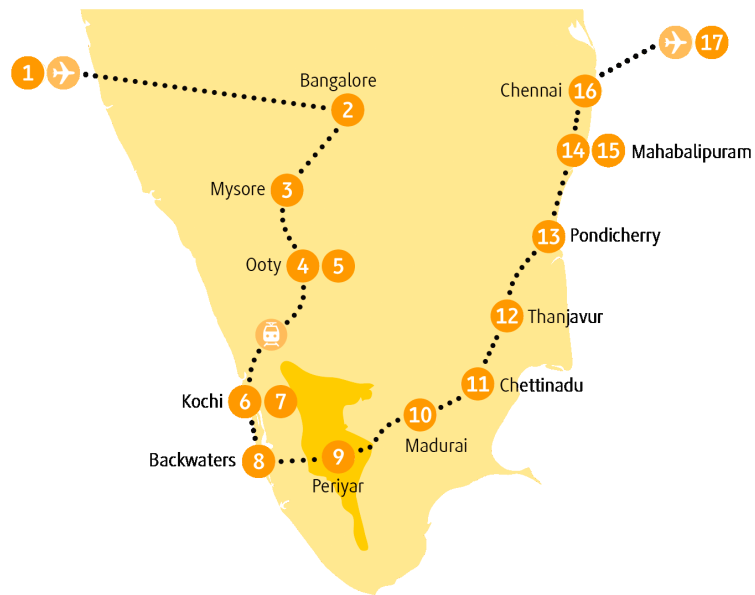 1
17
Bangalore
2
Chennai 16
14 15 Mahabalipuram
Mysore 3
13 Pondicherry
Ooty 4 5
12 Thanjavur
11 Chettinadu
Kochi 6 7
10
Madurai
Backwaters 8
9
Periyar